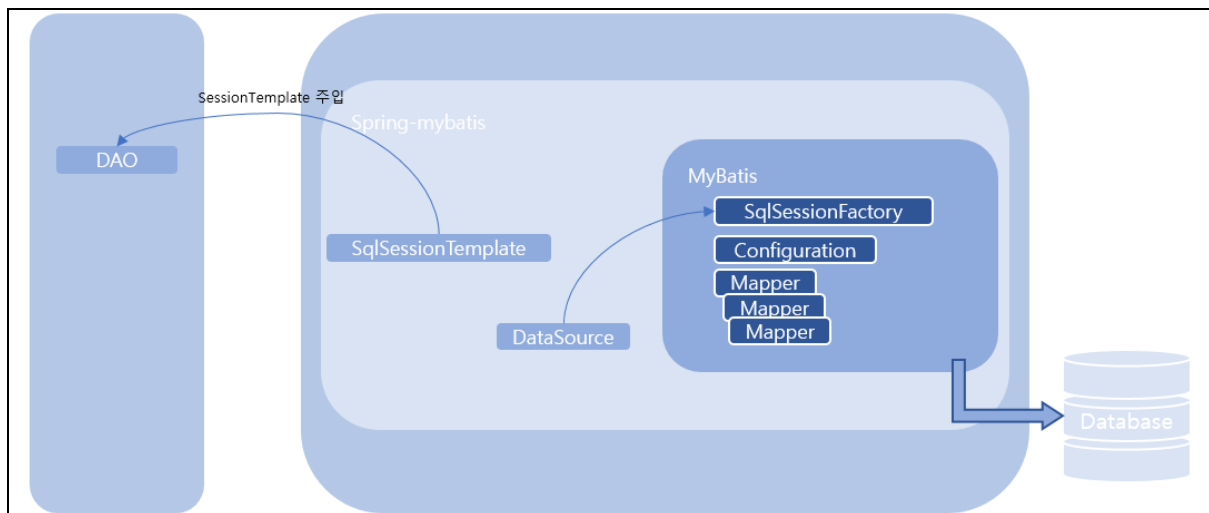 SessionTemplate 주입
Spring-mybatis
DAO
MyBatis
SqlSessionFactory
SqlSessionTemplate
Configuration
Mapper
Mapper
Mapper
DataSource
Database